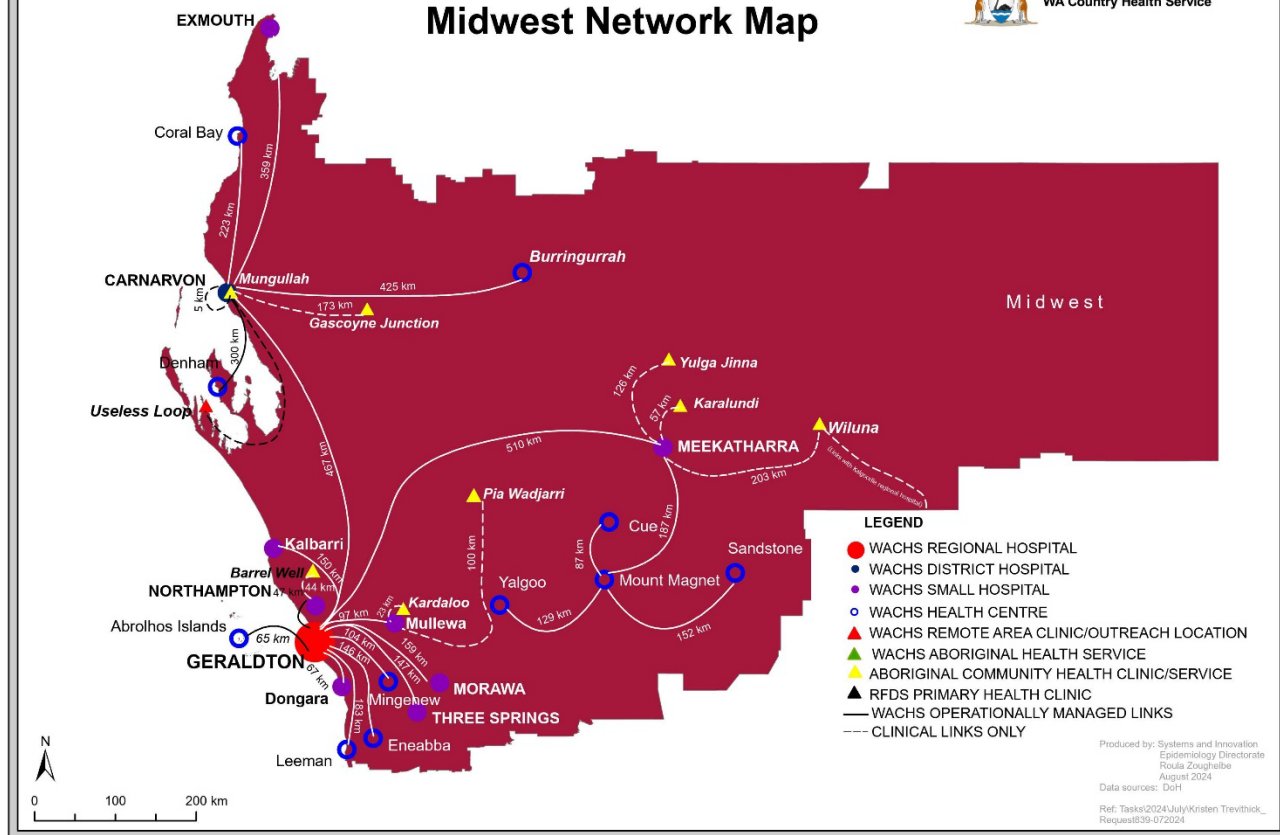 WA Country Health Service
Midwest Network Map
EXMOUTH
Coral Bay
359 km
223 km
Burringurrah
CARNARVON
Mungullah
425 km
5 km
173 km
Gascoyne Junction
Midwest
300 km
Denham
Useless Loop
Yulga Jinna
126 km
Karalundi
57 km
Wiluna
MEEKATHARRA
510 km
467 km
203 km
(Links with Kalgoorlie regional hospital)
Pia Wadjarri
187 km
Cue
100 km
87 km
Sandstone
Kalbarri
150 km
Barrel Well
44 km
NORTHAMPTON
47 km
Mount Magnet
Yalgoo
129 km
152 km
Kardaloo
23 km
97 km
Mullewa
Abrolhos Islands
65 km
GERALDTON
104 km
159 km
146 km
147 km
67 km
Dongara
Mingenew
MORAWA
THREE SPRINGS
183 km
Eneabba
Leeman
LEGEND
WACHS REGIONAL HOSPITAL
WACHS DISTRICT HOSPITAL
WACHS SMALL HOSPITAL
WACHS HEALTH CENTRE
WACHS REMOTE AREA CLINIC/OUTREACH LOCATION
WACHS ABORIGINAL HEALTH SERVICE
ABORIGINAL COMMUNITY HEALTH CLINIC/SERVICE
RFDS PRIMARY HEALTH CLINIC
WACHS OPERATIONALLY MANAGED LINKS
CLINICAL LINKS ONLY
N
0 100 200 km
Produced by: Systems and Innovation
Epidemiology Directorate
Roula Zougheibe
August 2024
Data sources: DoH
Ref: Tasks\2024\July\Kristen Trevithick_
Request839-072024